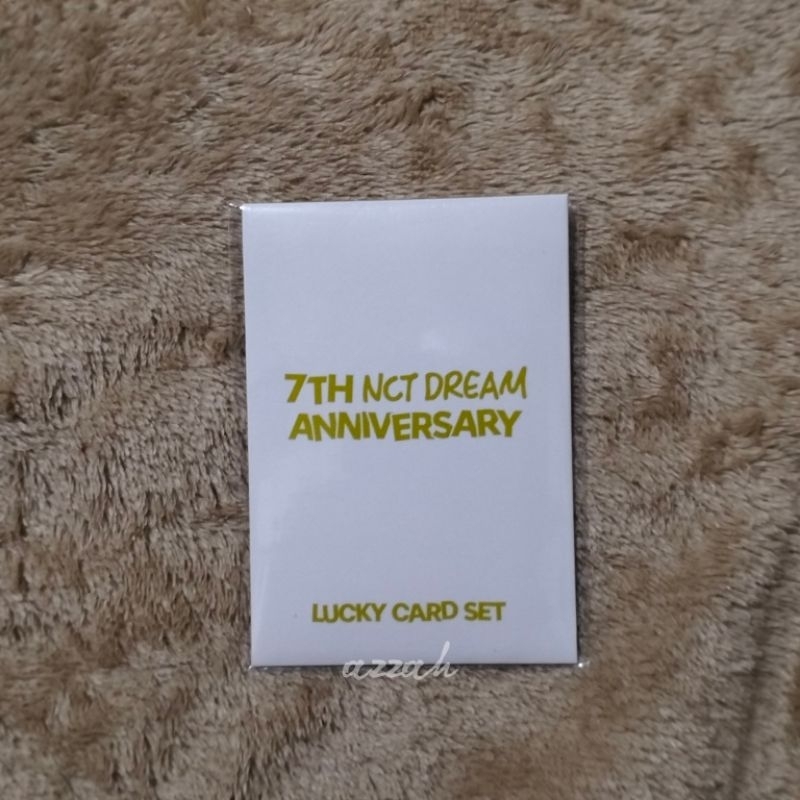 7TH NCT DREAM
ANNIVERSARY
LUCKY CARD SET
azzah